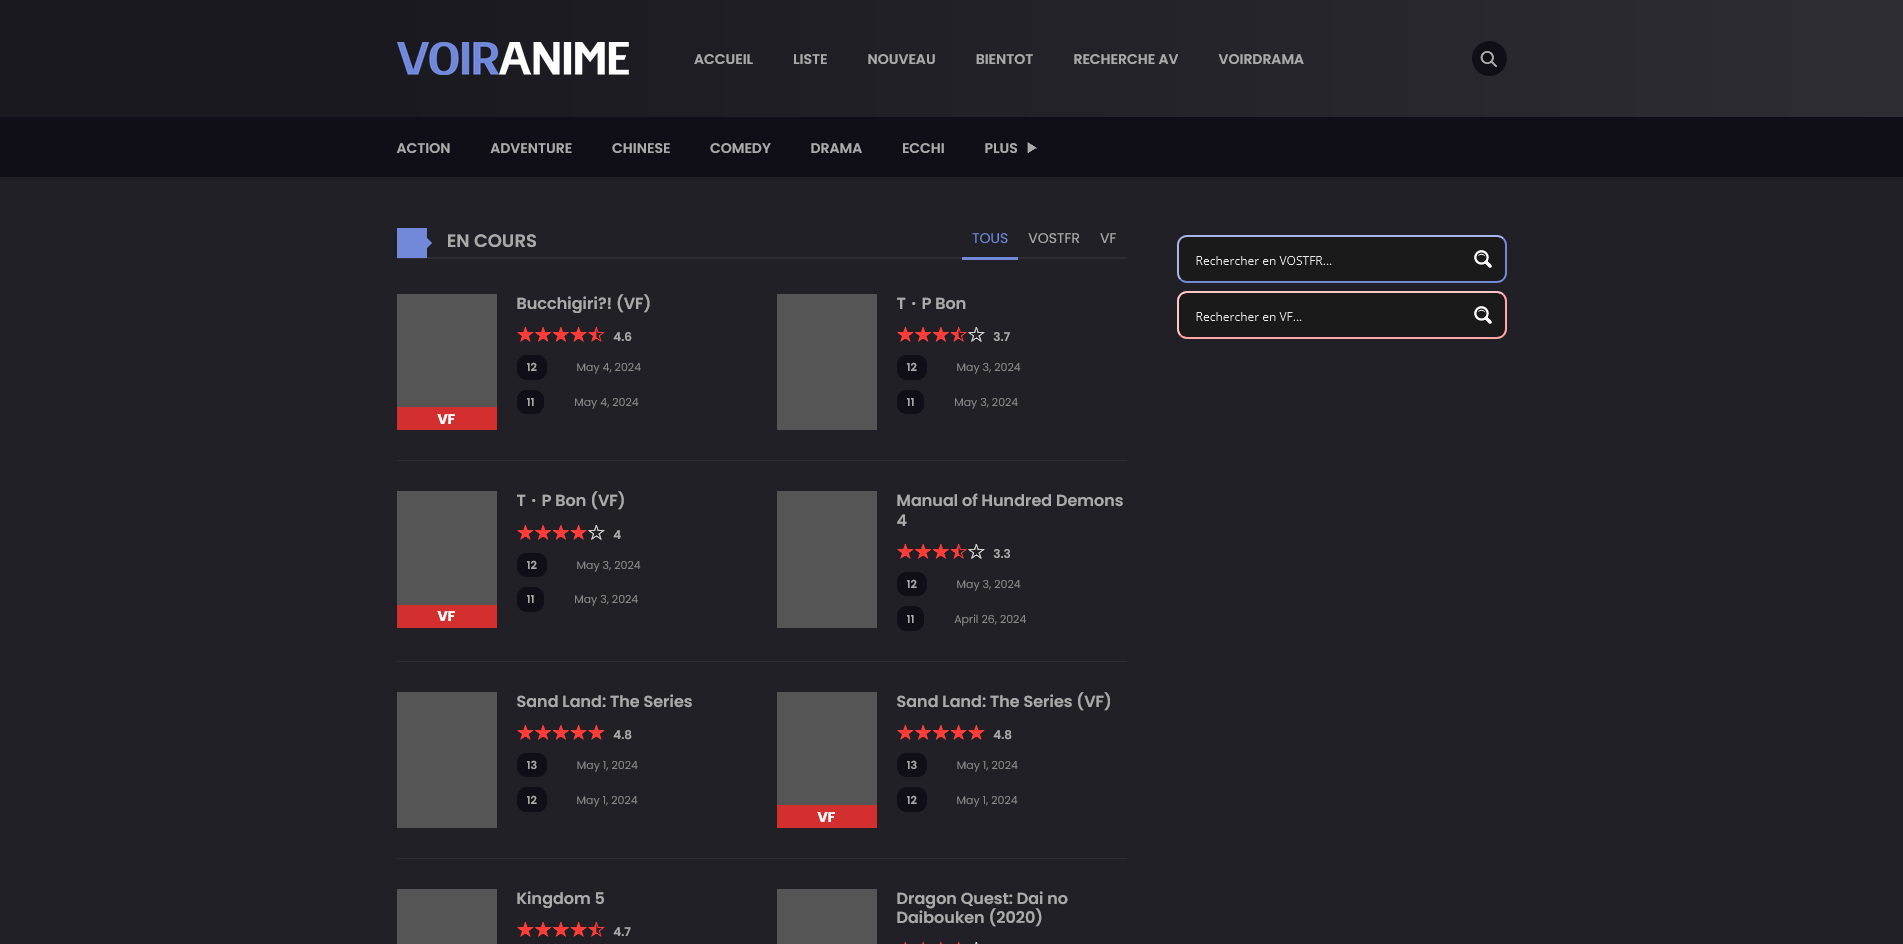 VOIRANIME
ACCUEIL LISTE NOUVEAU BIENTOT RECHERCHE AV VOIRDRAMA
ACTION ADVENTURE CHINESE COMEDY DRAMA ECCHI PLUS
EN COURS
TOUS VOSTFR VF
Rechercher en VOSTFR...
Rechercher en VF...
Bucchigiri?! (VF)
4.6
12 May 4, 2024
11 May 4, 2024
VF
T・P Bon
3.7
12 May 3, 2024
11 May 3, 2024
T・P Bon (VF)
4
12 May 3, 2024
11 May 3, 2024
VF
Manual of Hundred Demons
4
3.3
12 May 3, 2024
11 April 26, 2024
Sand Land: The Series
4.8
13 May 1, 2024
12 May 1, 2024
Sand Land: The Series (VF)
4.8
13 May 1, 2024
12 May 1, 2024
VF
Kingdom 5
4.7
Dragon Quest: Dai no
Daibouken (2020)